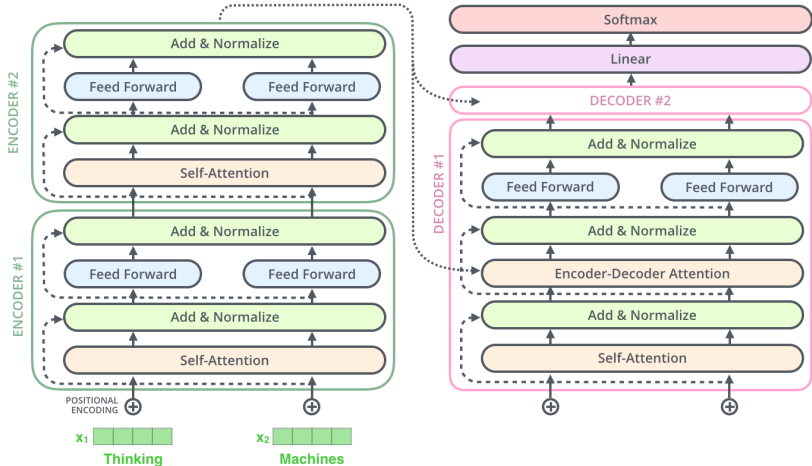 ENCODER #2
Add & Normalize
Feed Forward
Feed Forward
Add & Normalize
Self-Attention
ENCODER #1
Add & Normalize
Feed Forward
Feed Forward
Add & Normalize
Self-Attention
POSITIONAL
ENCODING
x1
x2
Thinking
Machines
Softmax
Linear
DECODER #2
DECODER #1
Add & Normalize
Feed Forward
Feed Forward
Add & Normalize
Encoder-Decoder Attention
Add & Normalize
Self-Attention